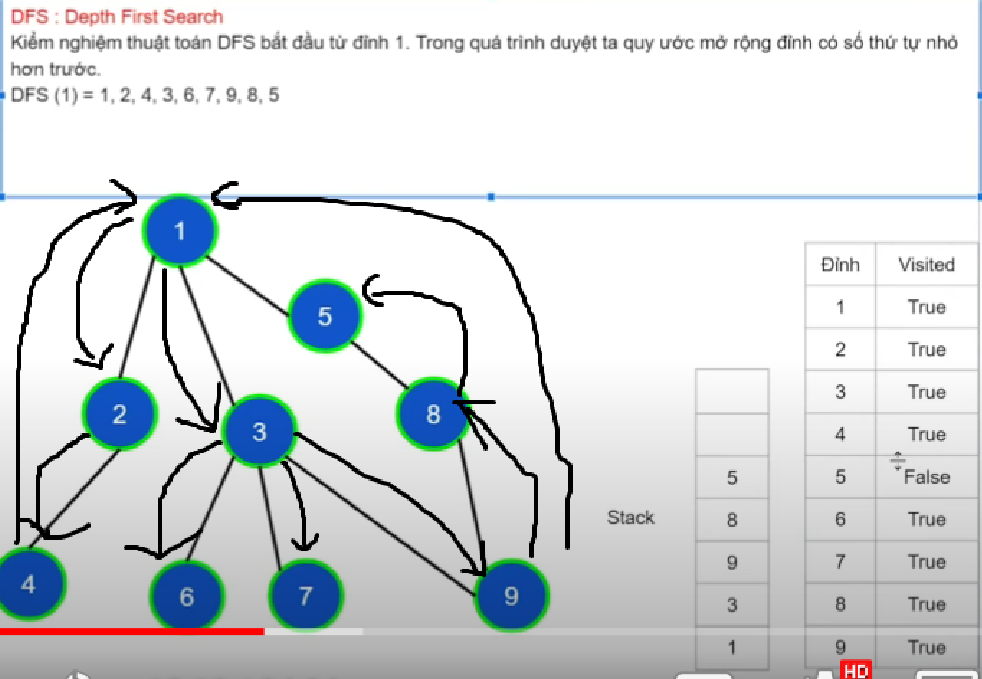 DFS : Depth First Search
Kiểm nghiệm thuật toán DFS bắt đầu từ đỉnh 1. Trong quá trình duyệt ta quy ước mở rộng đỉnh có số thứ tự nhỏ
hơn trước.
DFS (1) = 1, 2, 4, 3, 6, 7, 9, 8, 5
1
5
2
3
8
4
6
7
9
Stack
5
8
9
3
1
Đỉnh Visited
1 True
2 True
3 True
4 True
5 False
6 True
7 True
8 True
9 True
HD